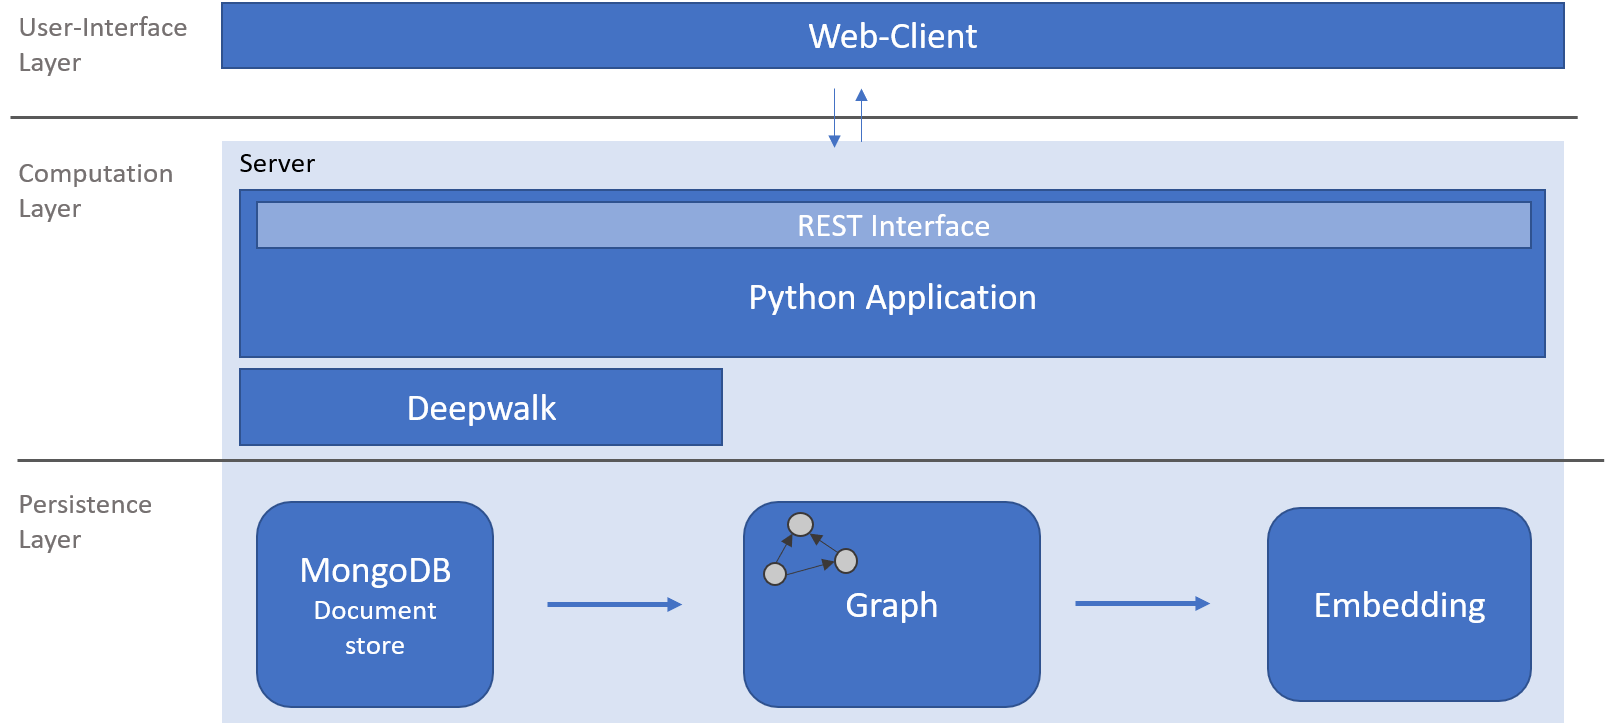 User-Interface
Layer
Web-Client
Computation
Layer
Server
REST Interface
Python Application
Deepwalk
Persistence
Layer
MongoDB
Document
store
Graph
Embedding